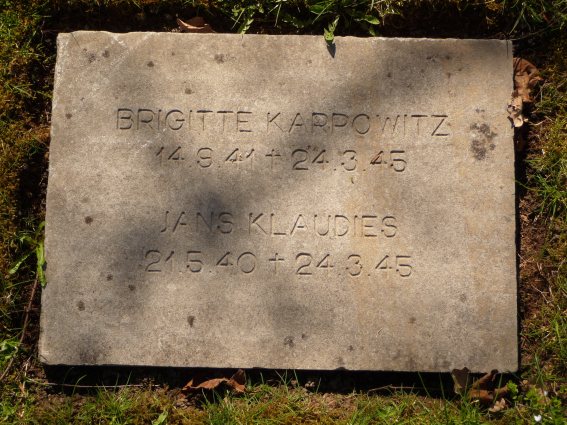 BRIGITTE KARPOWITZ
14.9.41 † 24.3.45
JANS KLAUDIES
21.5.40 † 24.3.45